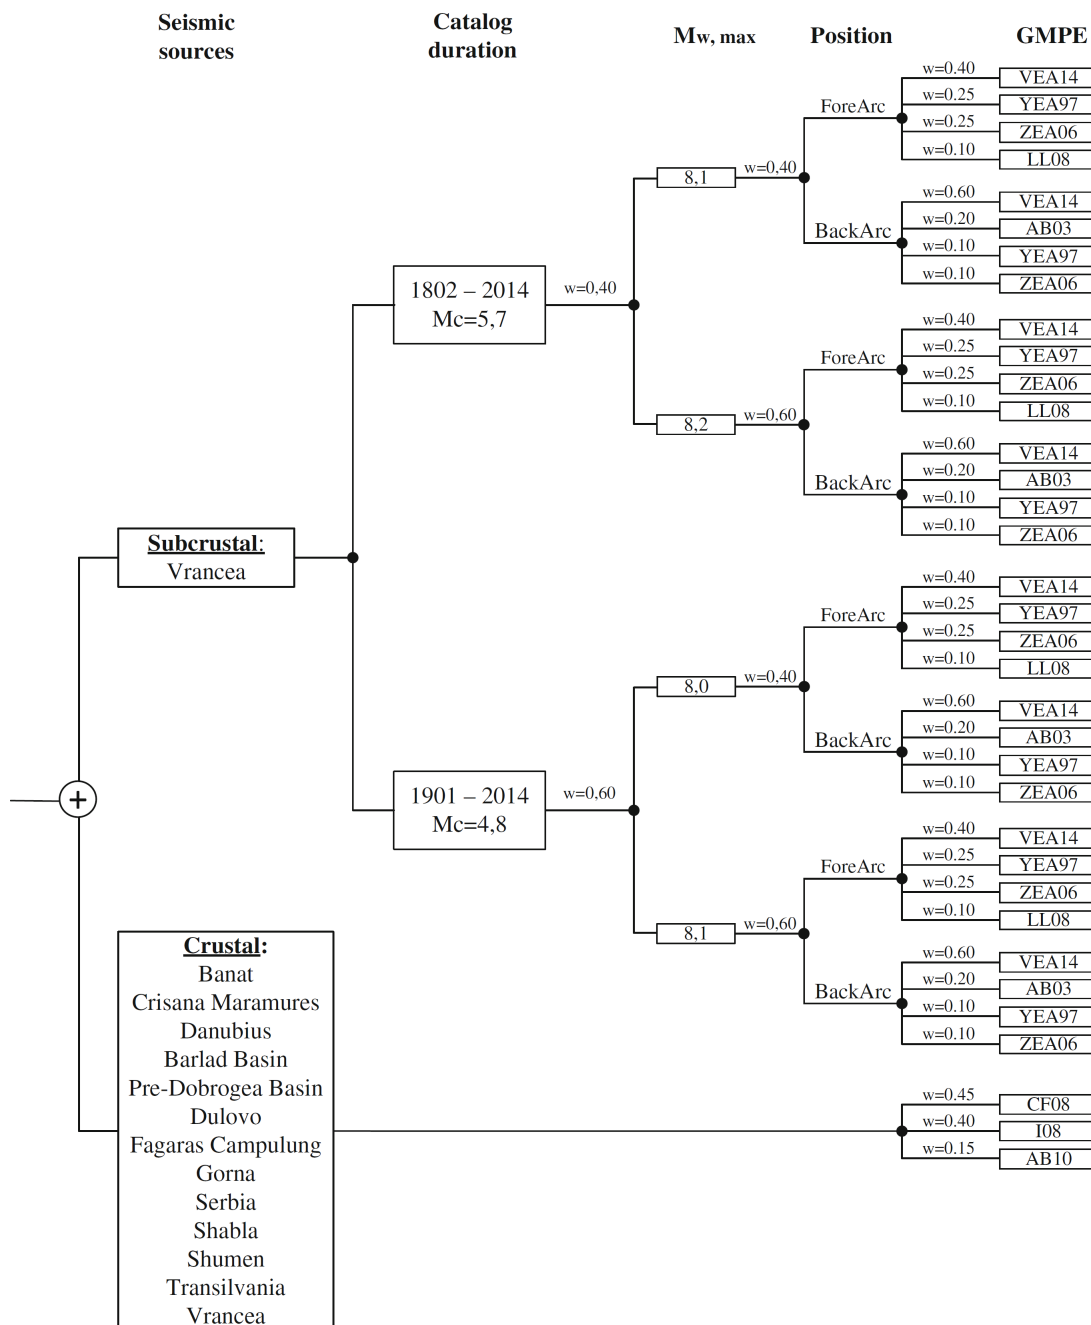 Seismic
sources
Catalog
duration
Mw, max
Position
GMPE
w=0.40
VEA14
w=0.25
YEA97
ForeArc
w=0.25
ZEA06
w=0.10
LL08
8,1
w=0,40
w=0.60
VEA14
w=0.20
AB03
BackArc
w=0.10
YEA97
w=0.10
ZEA06
1802 – 2014
Mc=5,7
w=0,40
w=0.40
VEA14
w=0.25
YEA97
ForeArc
w=0.25
ZEA06
w=0.10
LL08
8,2
w=0,60
w=0.60
VEA14
w=0.20
AB03
BackArc
w=0.10
YEA97
w=0.10
ZEA06
Subcrustal:
Vrancea
w=0.40
VEA14
w=0.25
YEA97
ForeArc
w=0.25
ZEA06
w=0.10
LL08
8,0
w=0,40
w=0.60
VEA14
w=0.20
AB03
BackArc
w=0.10
YEA97
w=0.10
ZEA06
+
1901 – 2014
Mc=4,8
w=0,60
w=0.40
VEA14
w=0.25
YEA97
ForeArc
w=0.25
ZEA06
w=0.10
LL08
8,1
w=0,60
w=0.60
VEA14
w=0.20
AB03
BackArc
w=0.10
YEA97
w=0.10
ZEA06
Crustal:
Banat
Crisana Maramures
Danubius
Barlad Basin
Pre-Dobrogea Basin
Dulovo
Fagaras Campulung
Gorna
Serbia
Shabla
Shumen
Transilvania
Vrancea
w=0.45
CF08
w=0.40
I08
w=0.15
AB10